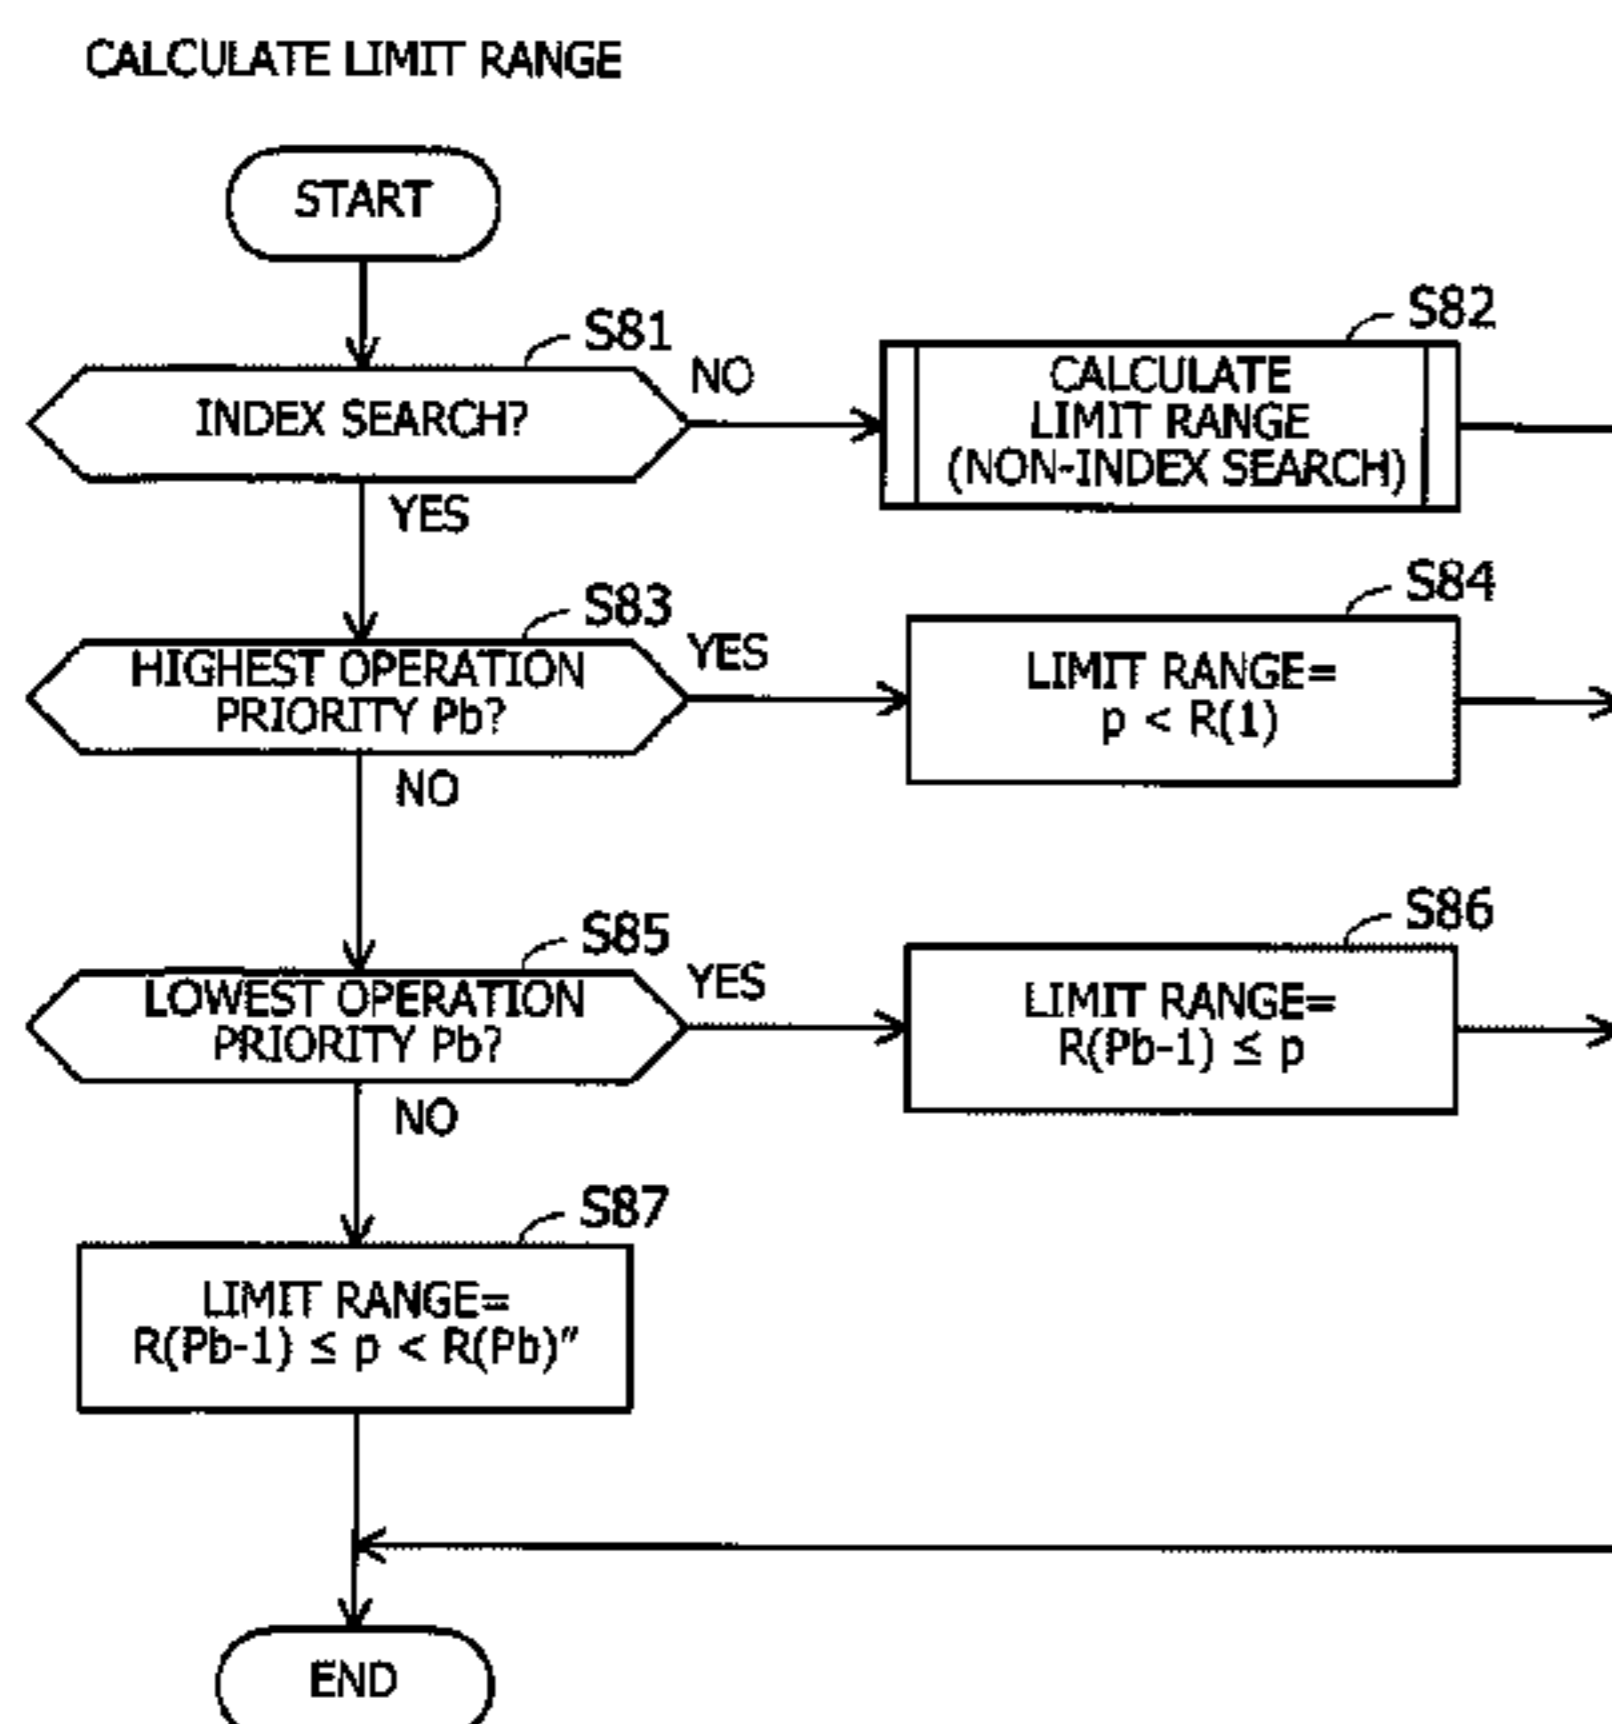 CALCULATE LIMIT RANGE
START
S81
INDEX SEARCH?
NO
YES
S82
CALCULATE
LIMIT RANGE
(NON-INDEX SEARCH)
S83
HIGHEST OPERATION
PRIORITY Pb?
YES
NO
S84
LIMIT RANGE=
p < R(1)
S85
LOWEST OPERATION
PRIORITY Pb?
YES
NO
S86
LIMIT RANGE=
R(Pb-1) ≤ p
S87
LIMIT RANGE=
R(Pb-1) ≤ p < R(Pb)"
END